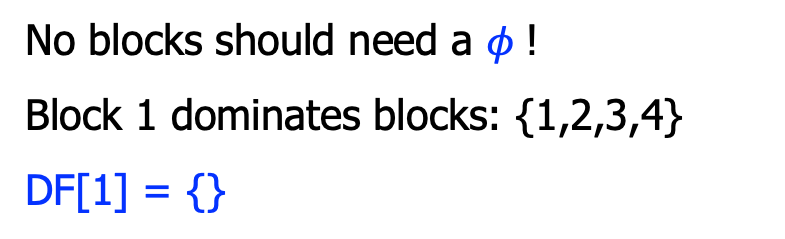 No blocks should need a ϕ !
Block 1 dominates blocks: {1,2,3,4}
DF[1] = {}